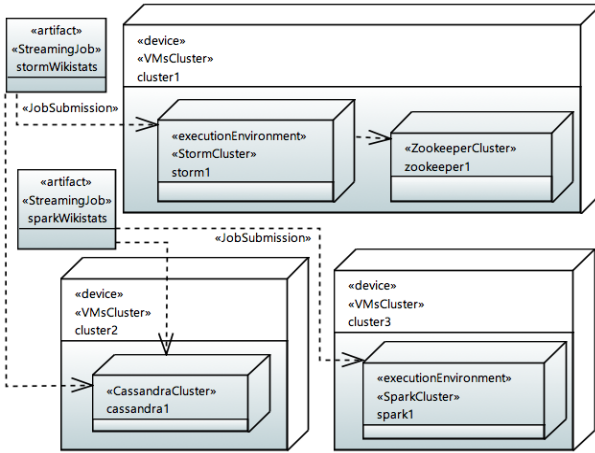 «artifact»
«StreamingJob»
stormWikistats
«device»
«VMsCluster»
cluster1
«JobSubmission»
«executionEnvironment»
«StormCluster»
storm1
«ZookeeperCluster»
zookeeper1
«artifact»
«StreamingJob»
sparkWikistats
«JobSubmission»
«device»
«VMsCluster»
cluster2
«CassandraCluster»
cassandra1
«device»
«VMsCluster»
cluster3
«executionEnvironment»
«SparkCluster»
spark1